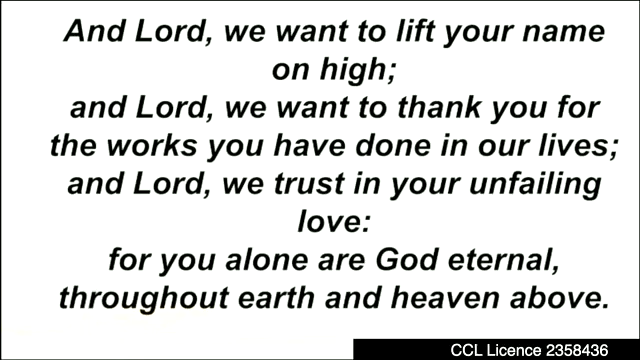 And Lord, we want to lift your name
on high;
and Lord, we want to thank you for
the works you have done in our lives;
and Lord, we trust in your unfailing
love:
for you alone are God eternal,
throughout earth and heaven above.
CCL Licence 2358436